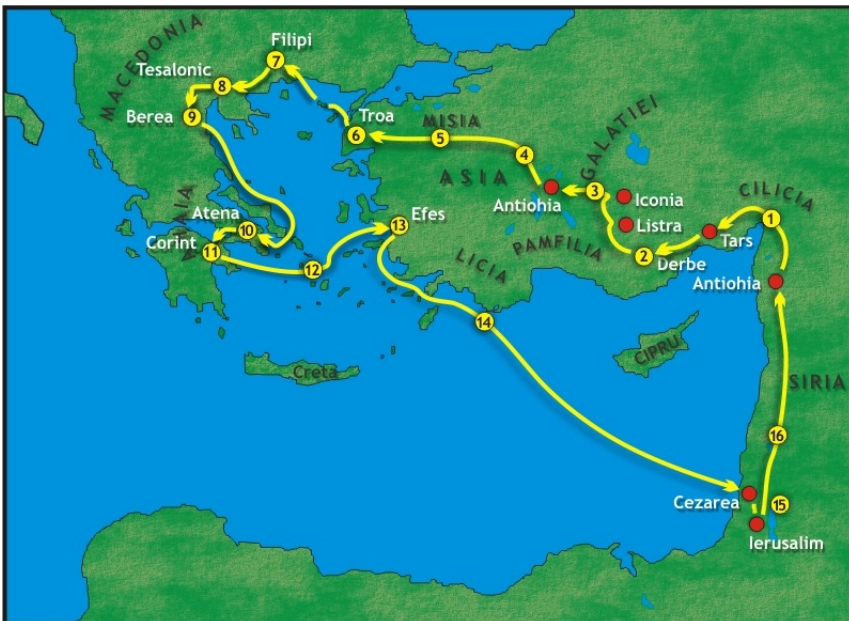 Filipi
7
MACEDONIA
Tesalonic
8
Berea
9
Troa
6
MISIA
5
4
GALATIEI
ASIA
3
Antiohia
Iconia
Listra
CILICIA
1
Tars
2
Derbe
PAMFILIA
LICIA
Antiohia
Atena
10
Corint
11
12
Efes
13
14
Creta
CIPRU
SIRIA
16
Cezarea
15
Ierusalim